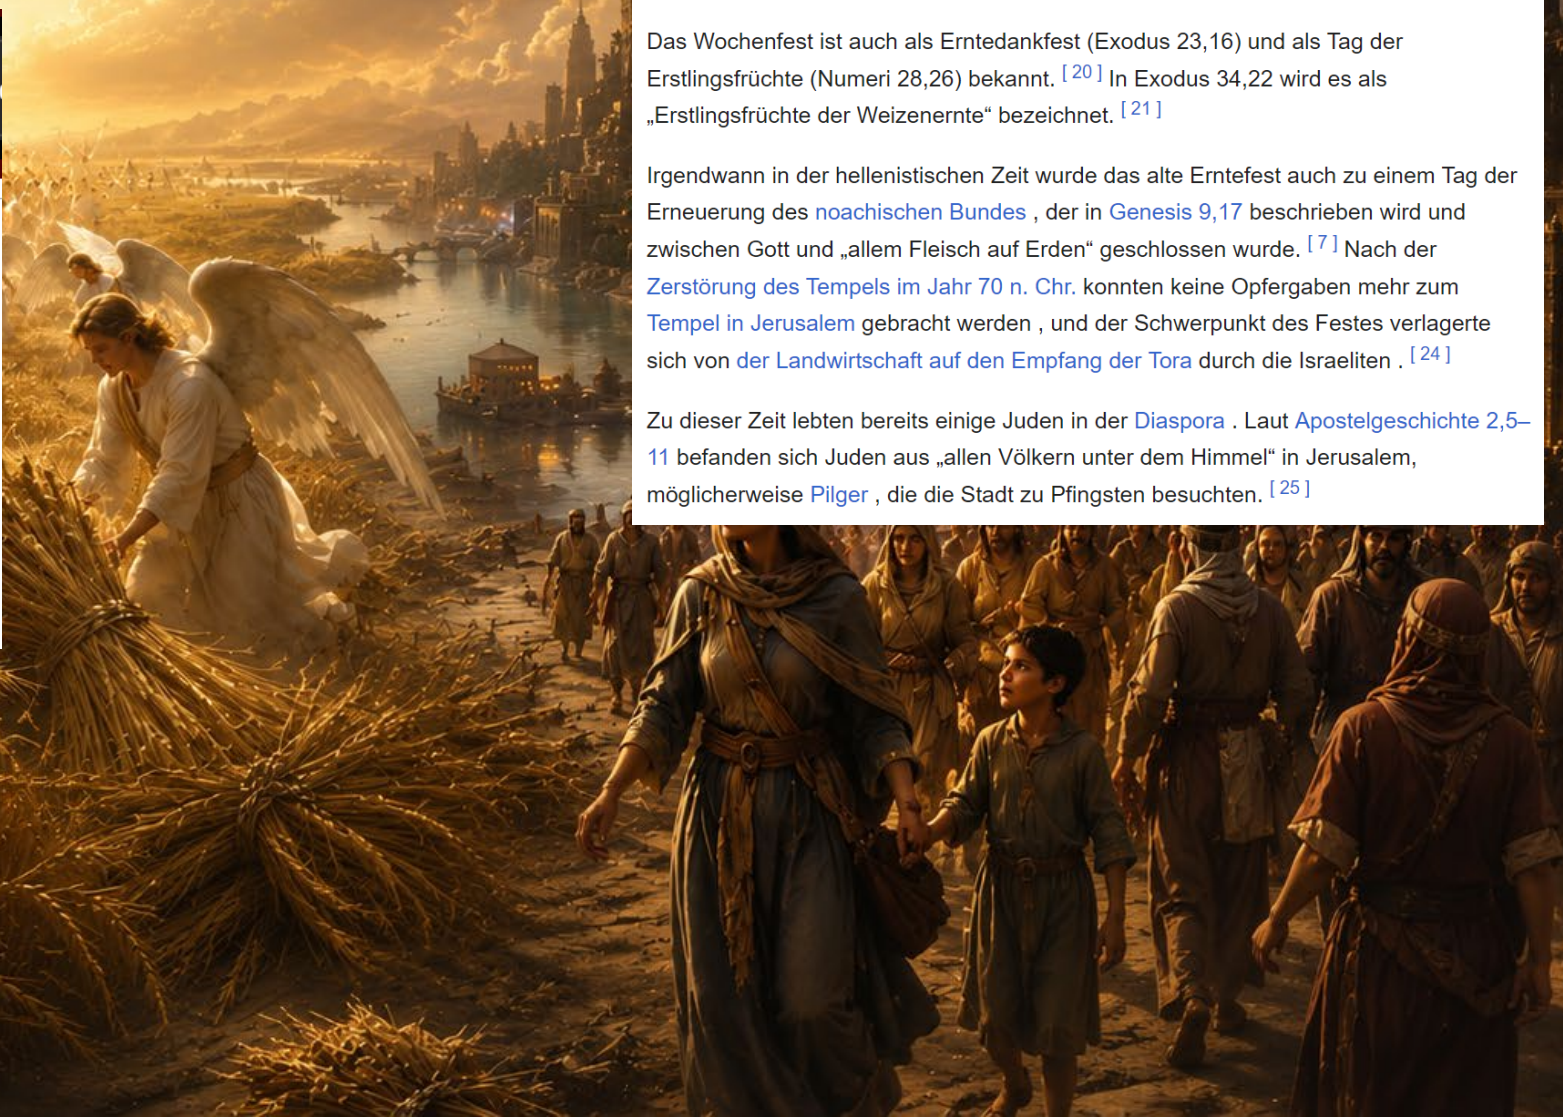 Das Wochenfest ist auch als Erntedankfest (Exodus 23,16) und als Tag der
Erstlingsfrüchte (Numeri 28,26) bekannt. [ 20 ] In Exodus 34,22 wird es als
„Erstlingsfrüchte der Weizenernte“ bezeichnet. [ 21 ]
Irgendwann in der hellenistischen Zeit wurde das alte Erntefest auch zu einem Tag der
Erneuerung des noachischen Bundes , der in Genesis 9,17 beschrieben wird und
zwischen Gott und „allem Fleisch auf Erden“ geschlossen wurde. [ 7 ] Nach der
Zerstörung des Tempels im Jahr 70 n. Chr. konnten keine Opfergaben mehr zum
Tempel in Jerusalem gebracht werden , und der Schwerpunkt des Festes verlagerte
sich von der Landwirtschaft auf den Empfang der Tora durch die Israeliten . [ 24 ]
Zu dieser Zeit lebten bereits einige Juden in der Diaspora . Laut Apostelgeschichte 2,5–
11 befanden sich Juden aus „allen Völkern unter dem Himmel“ in Jerusalem,
möglicherweise Pilger , die die Stadt zu Pfingsten besuchten. [ 25 ]